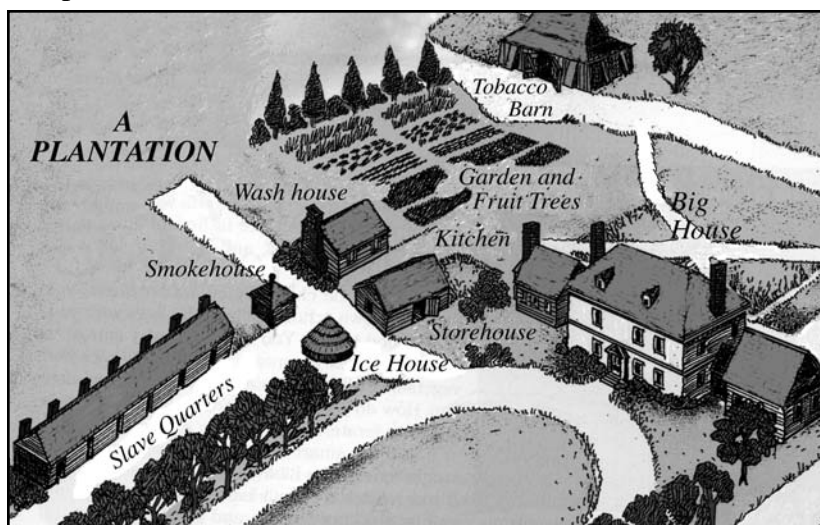 A
PLANTATION
Tobacco
Barn
Garden and
Fruit Trees
Big
House
Wash house
Kitchen
Smokehouse
Storehouse
Ice House
Slave Quarters